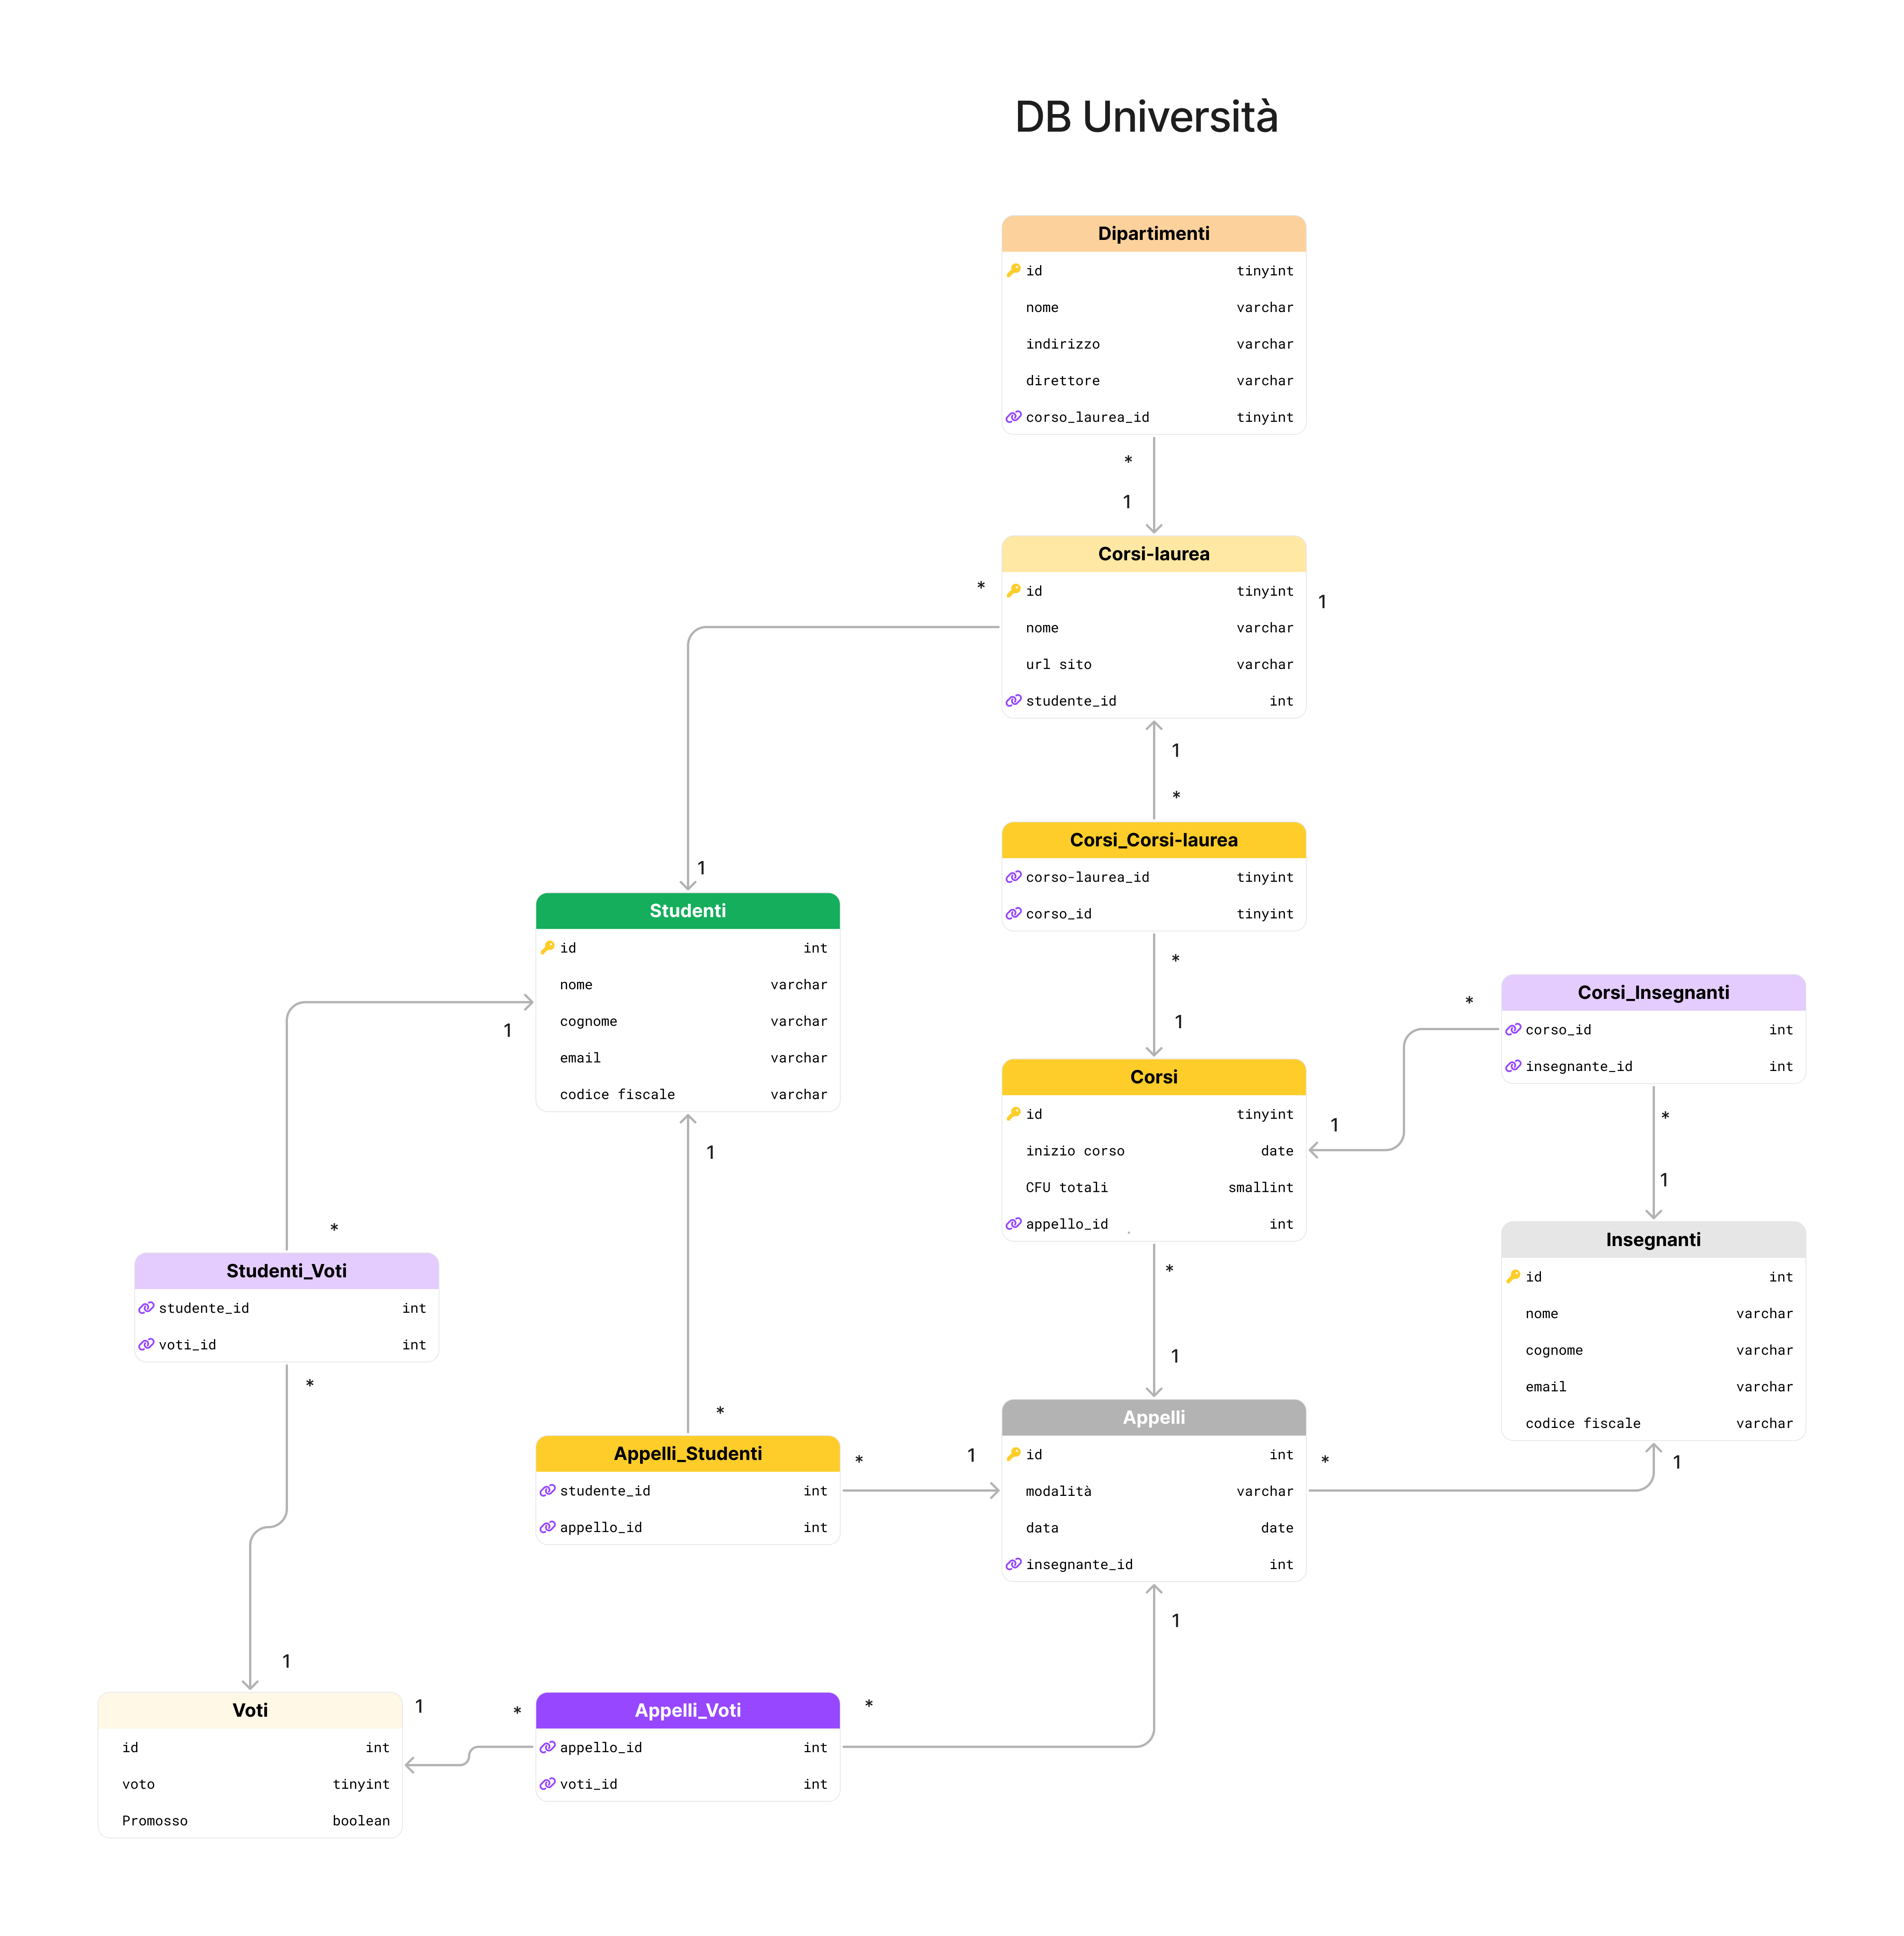 DB Università
Dipartimenti
id tinyint
nome varchar
indirizzo varchar
direttore varchar
corso_laurea_id tinyint
*
1
Corsi-laurea
* id tinyint 1
nome varchar
url sito varchar
studente_id int
1
*
Corsi_Corsi-laurea
corso-laurea_id tinyint
corso_id tinyint
*
1
1
Studenti
id int
nome varchar
cognome varchar
email varchar
codice fiscale varchar
1
1
Corsi_Insegnanti
* corso_id int
insegnante_id int
*
1
Corsi
id tinyint
1
inizio corso date
CFU totali smallint
appello_id int
*
1
Insegnanti
id int
nome varchar
cognome varchar
email varchar
codice fiscale varchar
1
*
Studenti_Voti
studente_id int
voti_id int
*
*
Appelli_Studenti
* 1
studente_id int
appello_id int
Appelli
id int *
modalità varchar
data date
insegnante_id int
1
1
Voti
1
id int
voto tinyint
Promosso boolean
*
Appelli_Voti
*
appello_id int
voti_id int